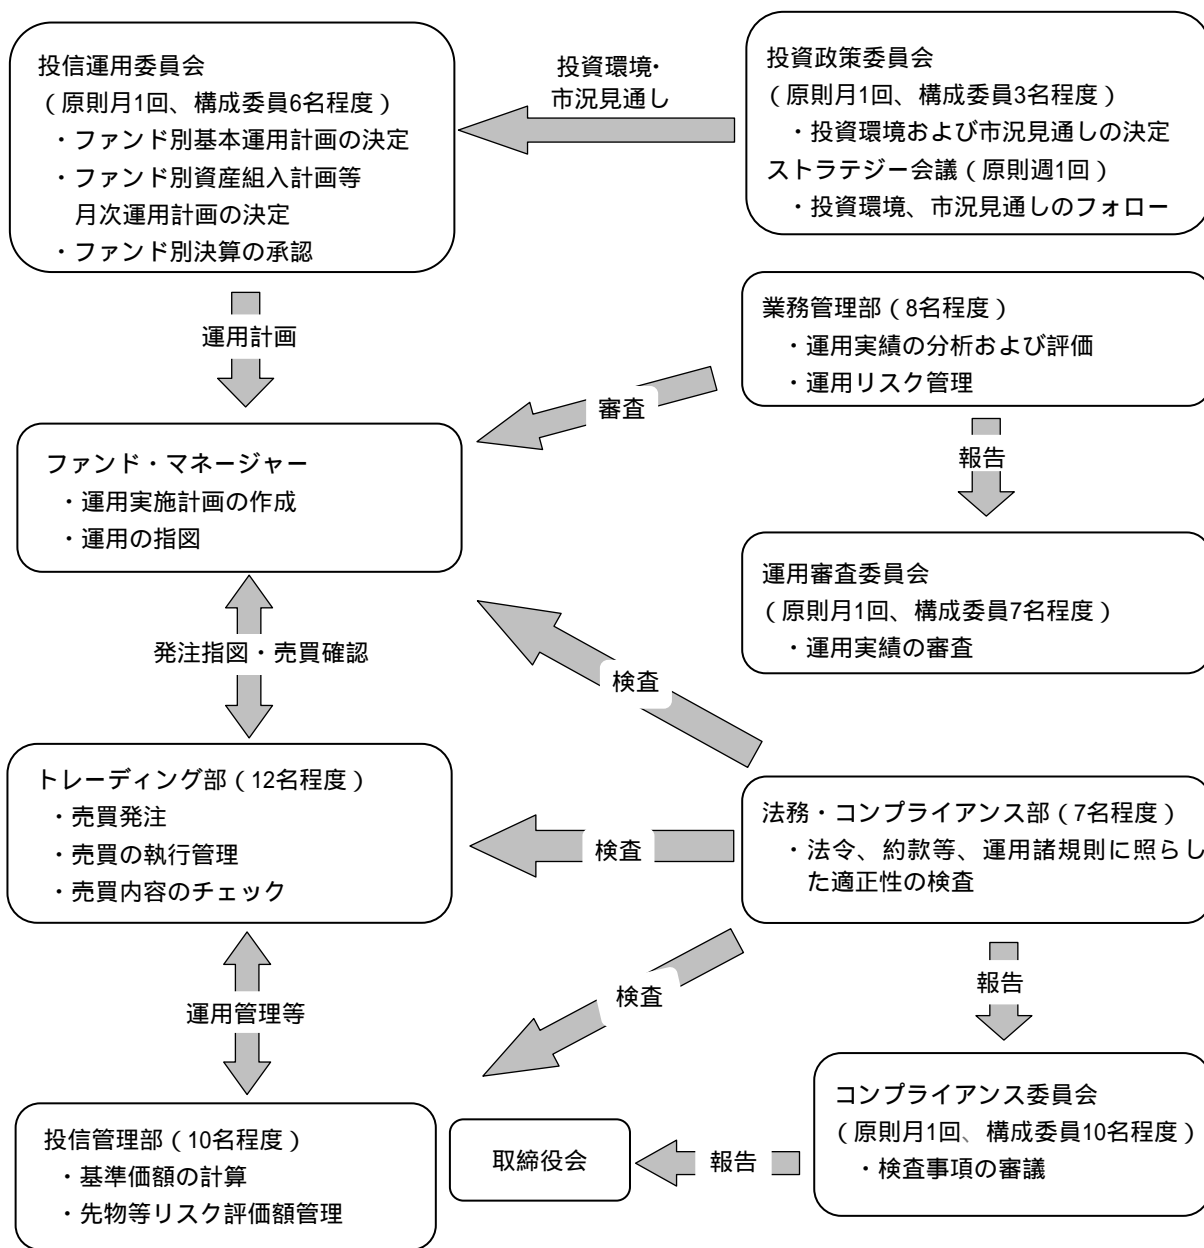 投信運用委員会
(原則月1回、構成委員6名程度)
・ファンド別基本運用計画の決定
・ファンド別資産組入計画等
月次運用計画の決定
・ファンド別決算の承認
投資環境・
市況見通し
投資政策委員会
(原則月1回、構成委員3名程度)
・投資環境および市況見通しの決定
ストラテジー会議(原則週1回)
・投資環境、市況見通しのフォロー
運用計画
業務管理部(8名程度)
・運用実績の分析および評価
・運用リスク管理
審査
報告
ファンド・マネージャー
・運用実施計画の作成
・運用の指図
運用審査委員会
(原則月1回、構成委員7名程度)
・運用実績の審査
発注指図・売買確認
検査
トレーディング部(12名程度)
・売買発注
・売買の執行管理
・売買内容のチェック
検査
法務・コンプライアンス部(7名程度)
・法令、約款等、運用諸規則に照らし
た適正性の検査
運用管理等
検査
報告
投信管理部(10名程度)
・基準価額の計算
・先物等リスク評価額管理
取締役会
報告
コンプライアンス委員会
(原則月1回、構成委員10名程度)
・検査事項の審議